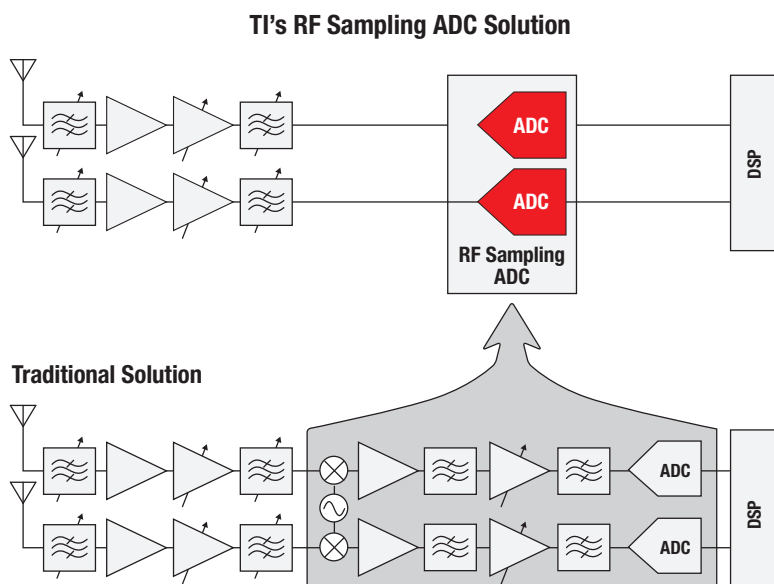 TI's RF Sampling ADC Solution
ADC
ADC
RF Sampling
ADC
DSP
Traditional Solution
ADC
ADC
DSP